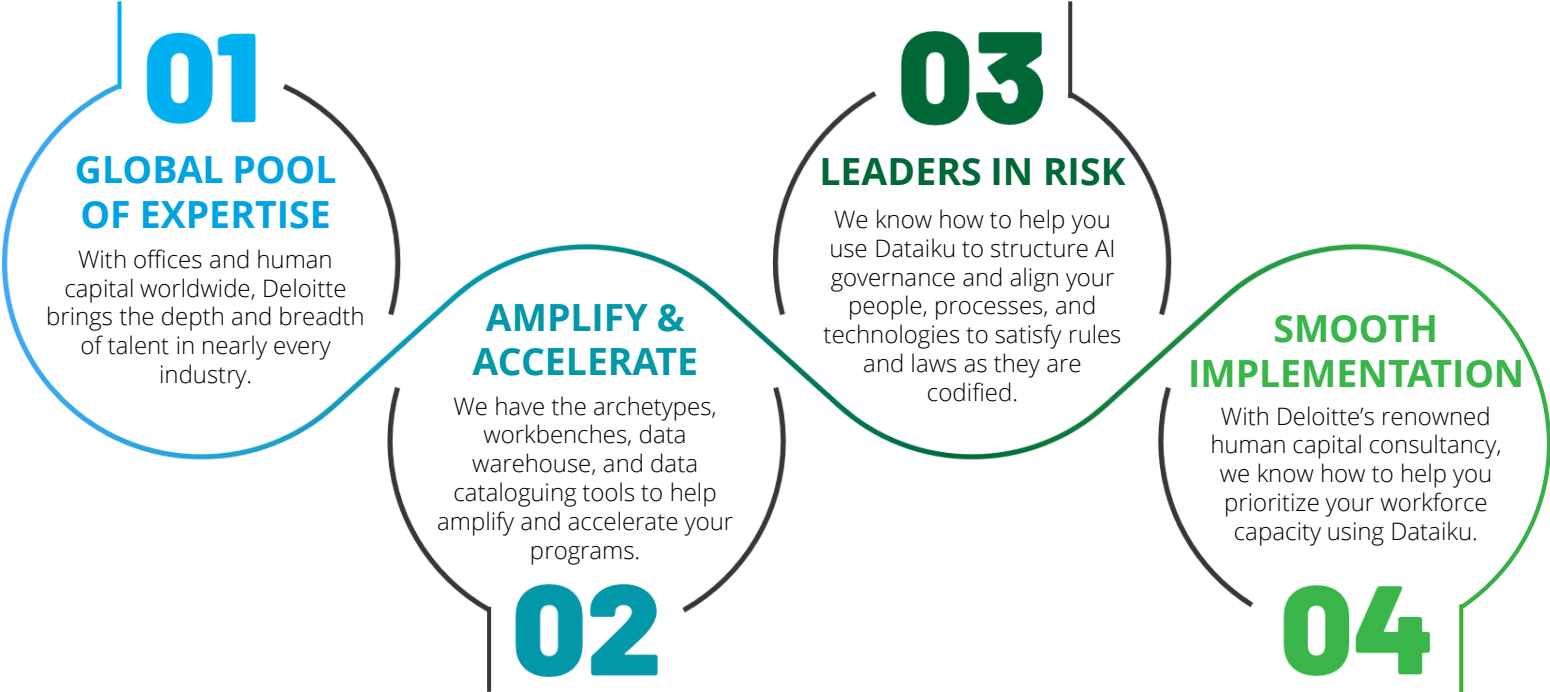 01
GLOBAL POOL
OF EXPERTISE
With offices and human
capital worldwide, Deloitte
brings the depth and breadth
of talent in nearly every
industry.
AMPLIFY &
ACCELERATE
We have the archetypes,
workbenches, data
warehouse, and data
cataloguing tools to help
amplify and accelerate your
programs.
02
03
LEADERS IN RISK
We know how to help you
use Dataiku to structure AI
governance and align your
people, processes, and
technologies to satisfy rules
and laws as they are
codified.
SMOOTH
IMPLEMENTATION
With Deloitte’s renowned
human capital consultancy,
we know how to help you
prioritize your workforce
capacity using Dataiku.
04